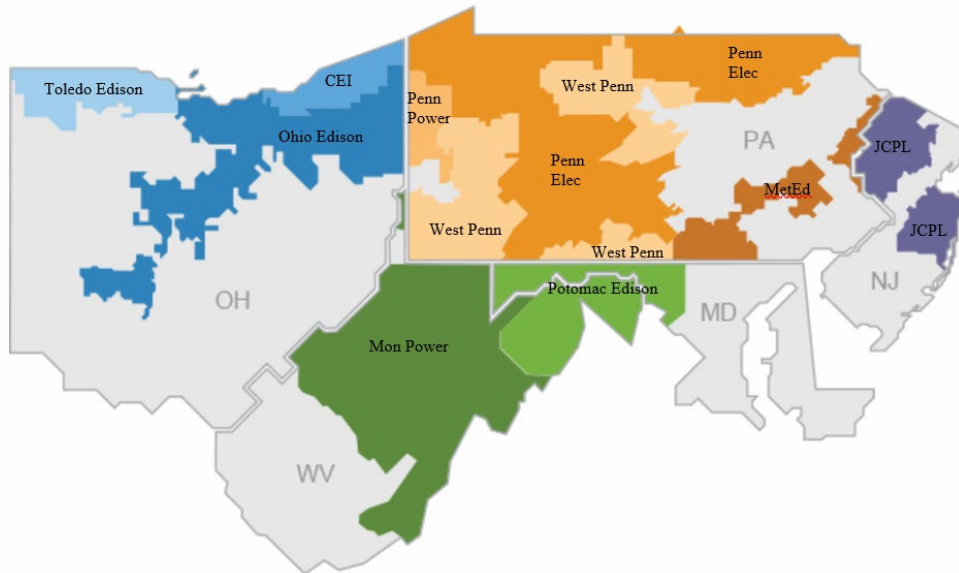 Toledo Edison
CEI
Ohio Edison
Penn
Power
West Penn
Penn
Elec
Penn
Elec
West Penn
West Penn
PA
MetEd
JCPL
JCPL
NJ
OH
Potomac Edison
MD
Mon Power
WV